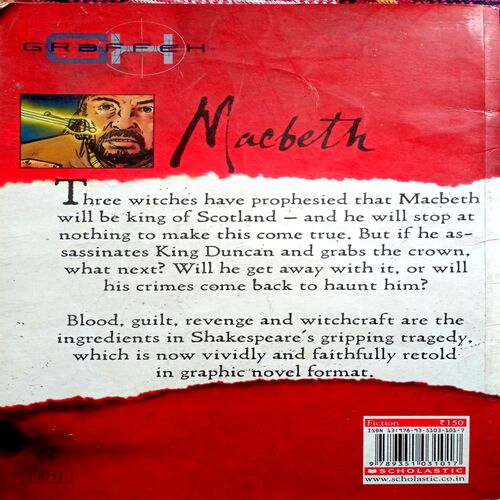 GRAFFEX
Macbeth
Three witches have prophesied that Macbeth
will be king of Scotland – and he will stop at
nothing to make this come true. But if he as-
sassinates King Duncan and grabs the crown,
what next? Will he get away with it, or will
his crimes come back to haunt him?
Blood, guilt, revenge and witchcraft are the
ingredients in Shakespeare's gripping tragedy,
which is now vividly and faithfully retold
in graphic novel format.
Fiction ₹150
ISBN 13: 978-93-5103-101-7
9 789351 031017
SCHOLASTIC
www.scholastic.co.in